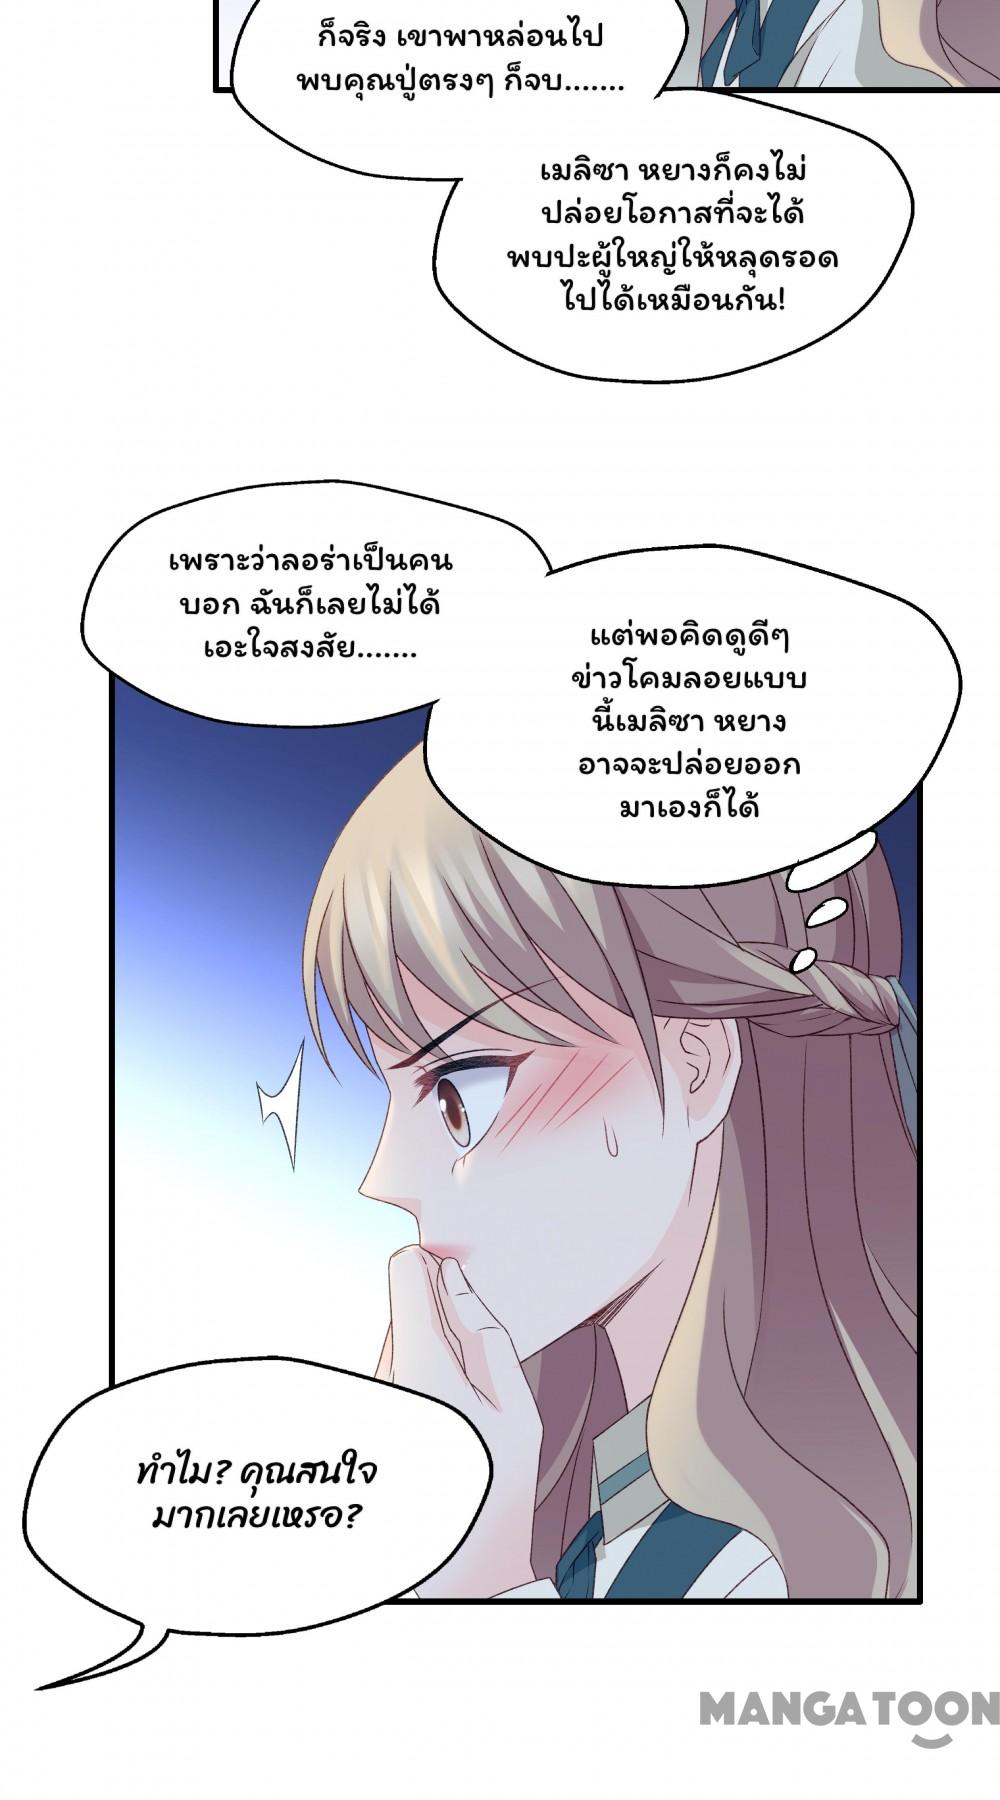 ก็จริง เขาพาหล่อนไป
พบคุณปู่ตรงๆ ก็จบ.......
เมลิซา หยางก็คงไม่
ปล่อยโอกาสที่จะได้
พบปะผู้ใหญ่ให้หลุดรอด
ไปได้เหมือนกัน!
เพราะว่าลอร่าเป็นคน
บอก ฉันก็เลยไม่ได้
เอะใจสงสัย.......
แต่พอคิดดูดีๆ
ข่าวโคมลอยแบบ
นี้เมลิซา หยาง
อาจจะปล่อยออก
มาเองก็ได้
ทำไม? คุณสนใจ
มากเลยเหรอ?
MANGATOON